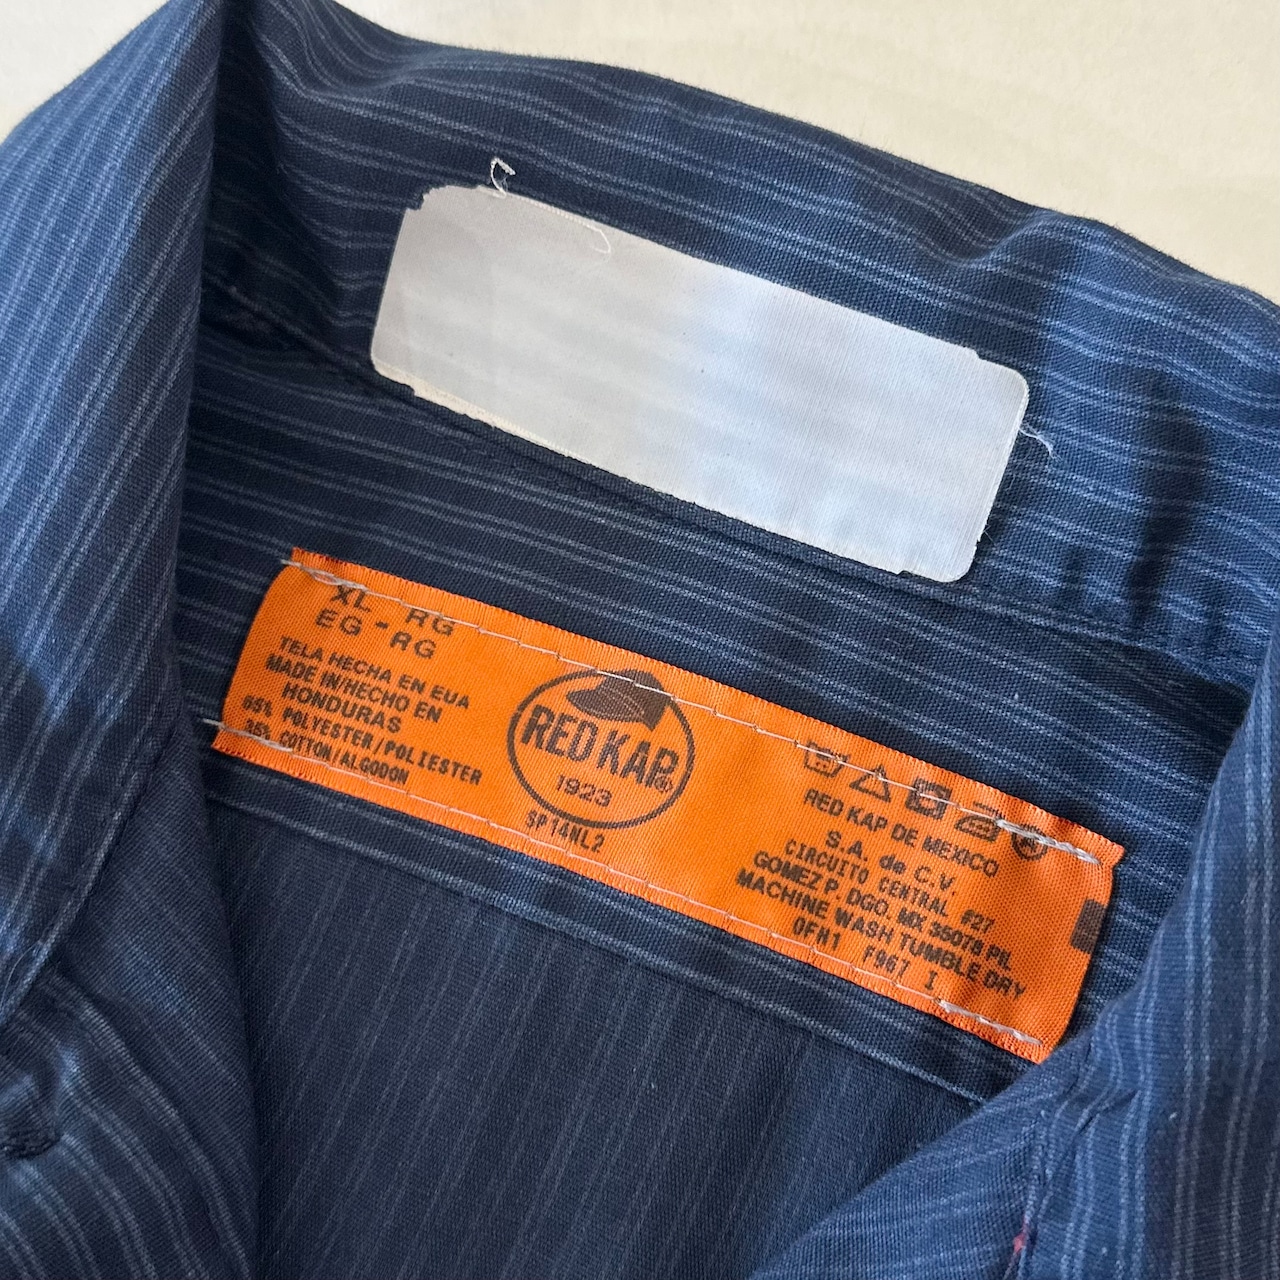 XL RG
EG - RG
TELA HECHA EN EUA
MADE IN/HECHO EN
HONDURAS
65% POLYESTER/POLIESTER
35% COTTON/ALGODON
RED KAP®
1923
SP14NL2
RED KAP DE MEXICO
S.A. de C.V.
CIRCUITO CENTRAL #27
GOMEZ P. DGO. MX 35078 PIL
MACHINE WASH TUMBLE DRY
0FH1 F967 I